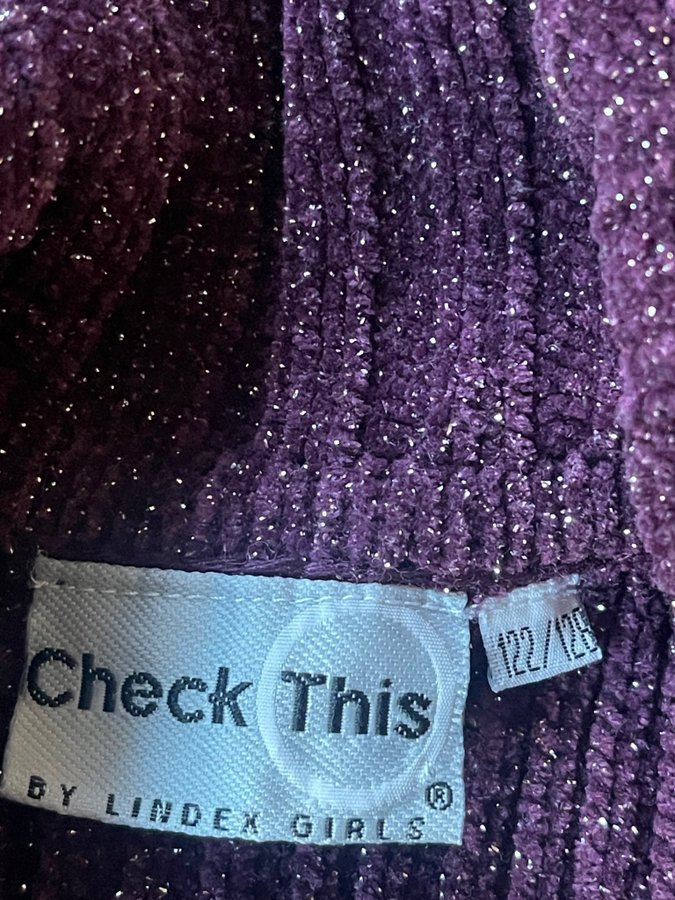 Check This
BY LINDEX GIRLS ®
122/128